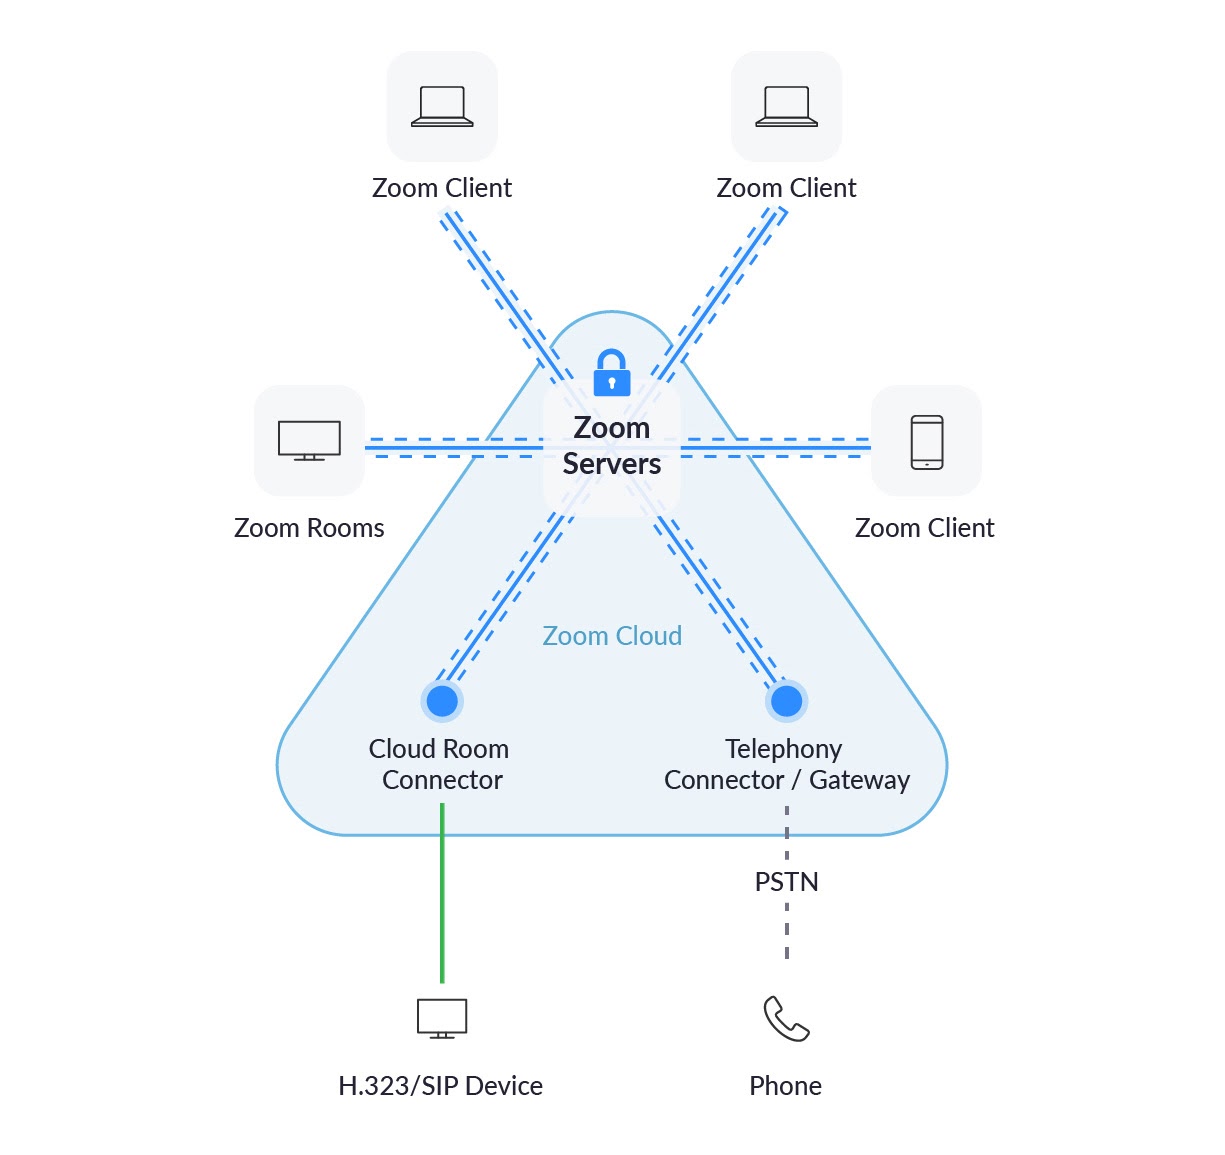 Zoom Client
Zoom Client
Zoom
Servers
Zoom Rooms
Zoom Client
Zoom Cloud
Cloud Room
Connector
Telephony
Connector / Gateway
PSTN
H.323/SIP Device
Phone